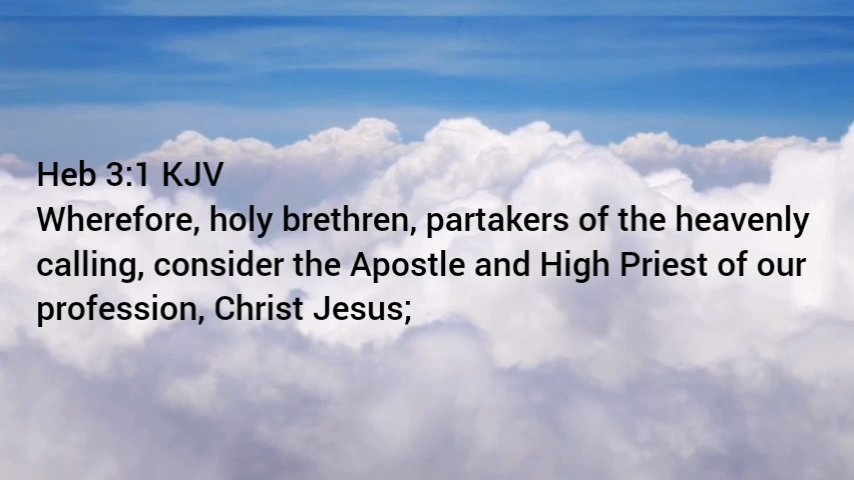 Heb 3:1 KJV
Wherefore, holy brethren, partakers of the heavenly
calling, consider the Apostle and High Priest of our
profession, Christ Jesus;